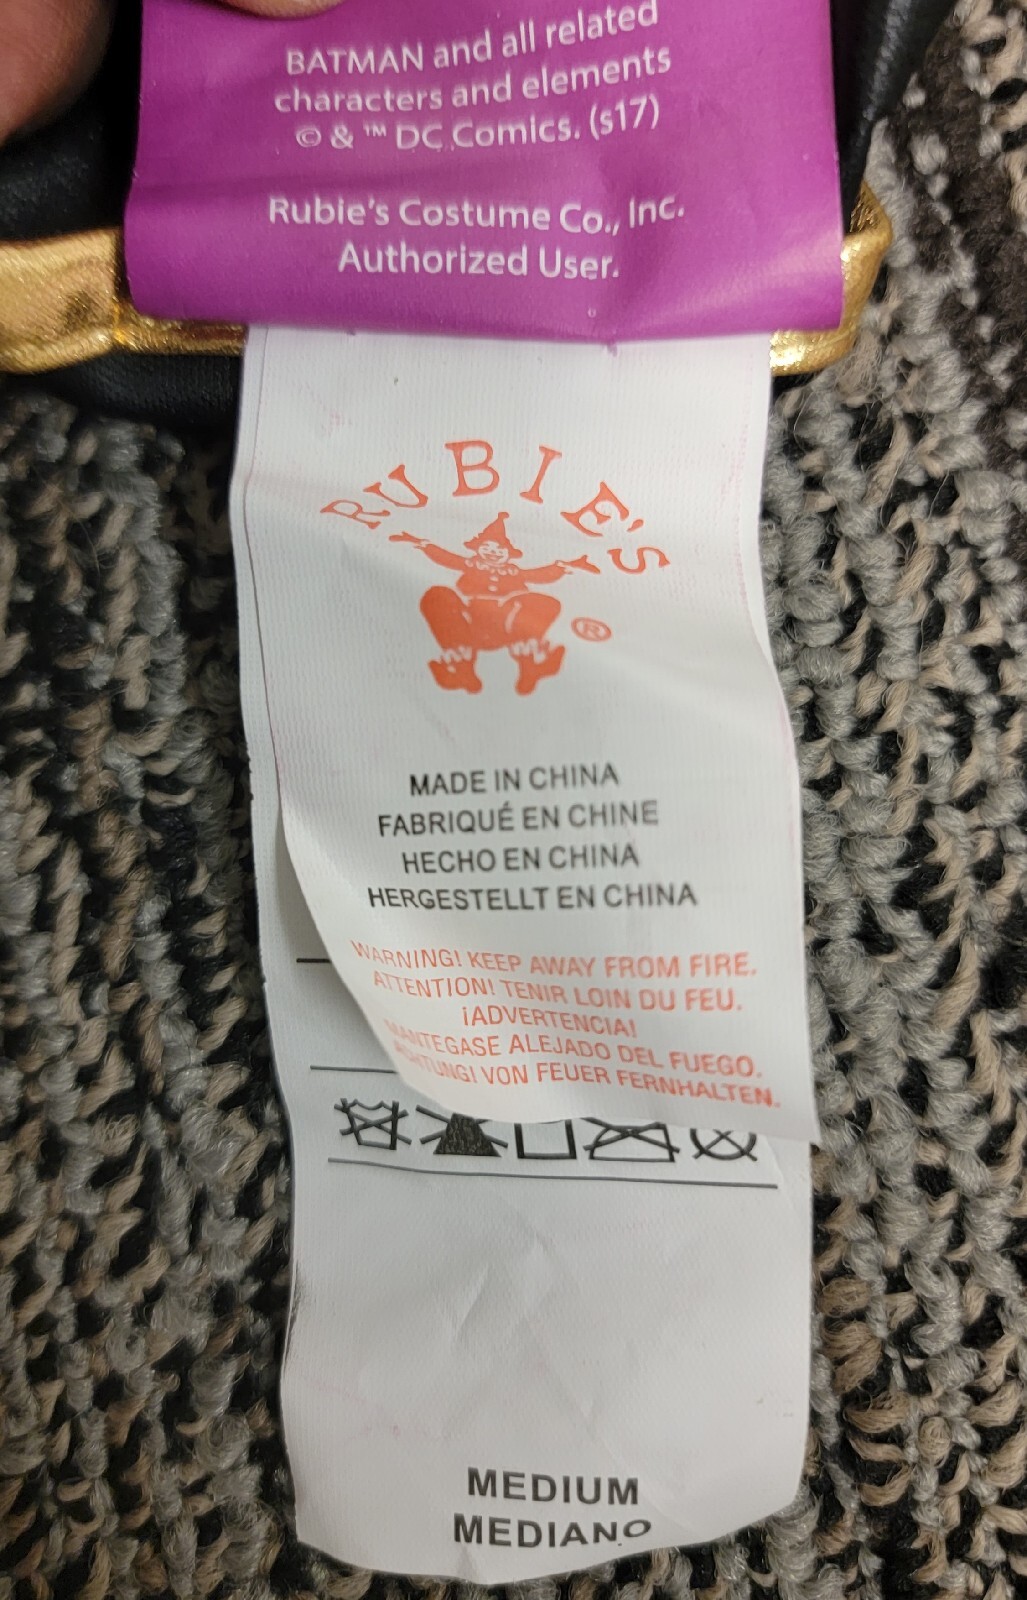 BATMAN and all related
characters and elements
© & ™ DC Comics. (s17)
Rubie's Costume Co., Inc.
Authorized User.
RUBIE'S
®
MADE IN CHINA
FABRIQUÉ EN CHINE
HECHO EN CHINA
HERGESTELLT EN CHINA
WARNING! KEEP AWAY FROM FIRE.
ATTENTION! TENIR LOIN DU FEU.
¡ADVERTENCIA!
MANTEGASE ALEJADO DEL FUEGO.
ACHTUNG! VON FEUER FERNHALTEN.
MEDIUM
MEDIANO